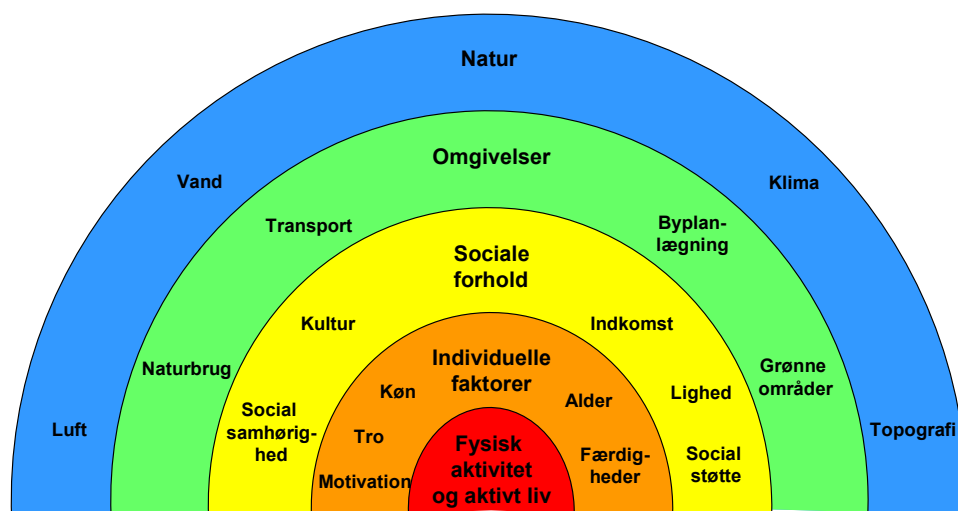 Natur
Vand
Klima
Luft
Topografi
Omgivelser
Transport
Byplan-
lægning
Naturbrug
Grønne
områder
Sociale
forhold
Kultur
Indkomst
Social
samhørig-
hed
Lighed
Social
støtte
Individuelle
faktorer
Køn
Alder
Tro
Motivation
Færdig-
heder
Fysisk
aktivitet
og aktivt liv